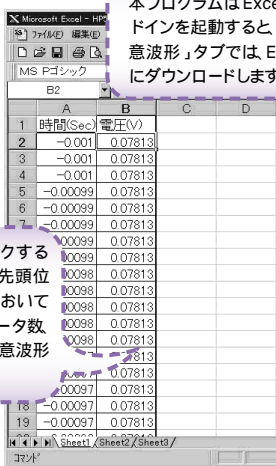 本プログラムはExce
ドインを起動すると
意波形」タブでは、E
にダウンロードします
Microsoft Excel - HP
ファイル(F) 編集(E)
MS Pゴシック
B2
A B C D
1 時間(Sec) 電圧(V)
2 -0.001 0.07813
3 -0.001 0.07813
4 -0.001 0.07813
5 -0.00099 0.07813
6 -0.00099 0.07813
7 -0.00099 0.07813
00099 0.07813
00099 0.07813
00098 0.07813
00098 0.07813
00098 0.07813
00098 0.07813
00098 0.07813
クする
先頭位
おいて
ータ数、
意波形
7813
0.07813
00097 0.07813
18 -0.00097 0.07813
19 -0.00097 0.07813
Sheet1 Sheet2 Sheet3
コマンド